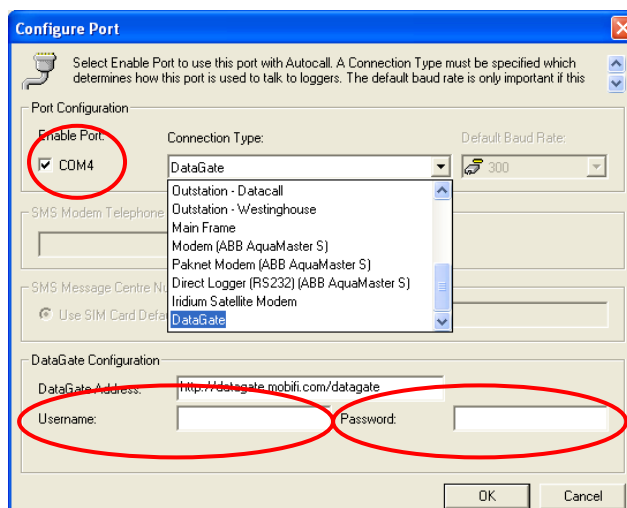 Configure Port
Select Enable Port to use this port with Autocall. A Connection Type must be specified which
determines how this port is used to talk to loggers. The default baud rate is only important if this
Port Configuration
Enable Port: Connection Type: Default Baud Rate:
COM4 DataGate 300
Outstation - Datacall
Outstation - Westinghouse
Main Frame
SMS Modem Telephone
Modem (ABB AquaMaster S)
Paknet Modem (ABB AquaMaster S)
Direct Logger (RS232) (ABB AquaMaster S)
SMS Message Centre Nu
Iridium Satellite Modem
Use SIM Card Defa
DataGate
DataGate Configuration
DataGate Address: http://datagate.mobifi.com/datagate
Username: Password:
OK Cancel